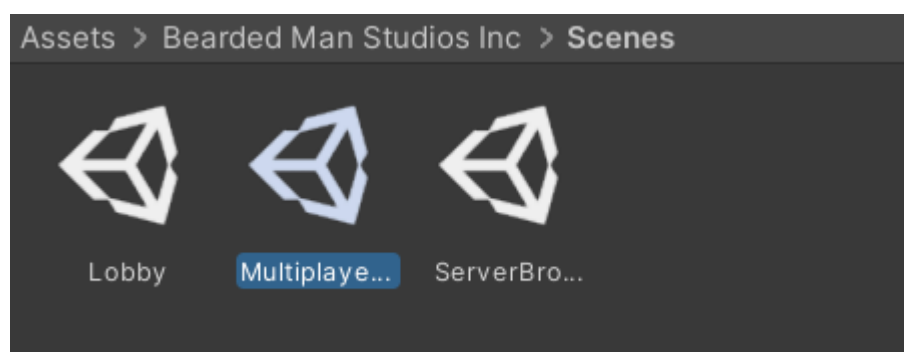 Assets > Bearded Man Studios Inc > Scenes
Lobby
Multiplaye...
ServerBro...